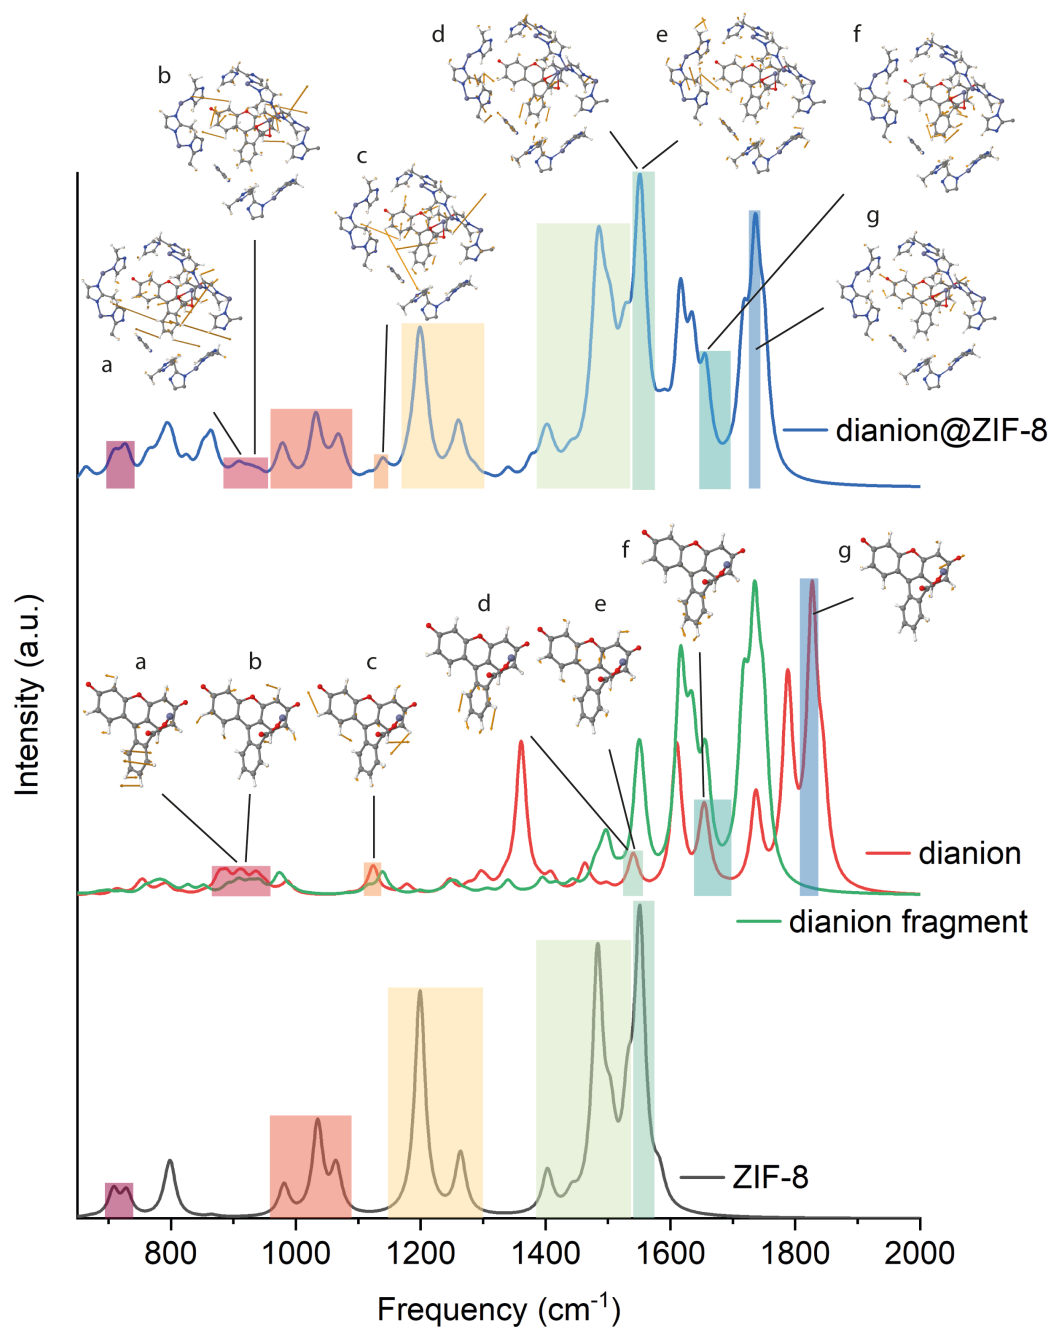 d
e
f
b
c
g
a
dianion@ZIF-8
f
g
d
e
a
b
c
dianion
dianion fragment
ZIF-8
Intensity (a.u.)
800 1000 1200 1400 1600 1800 2000
Frequency (cm⁻¹)